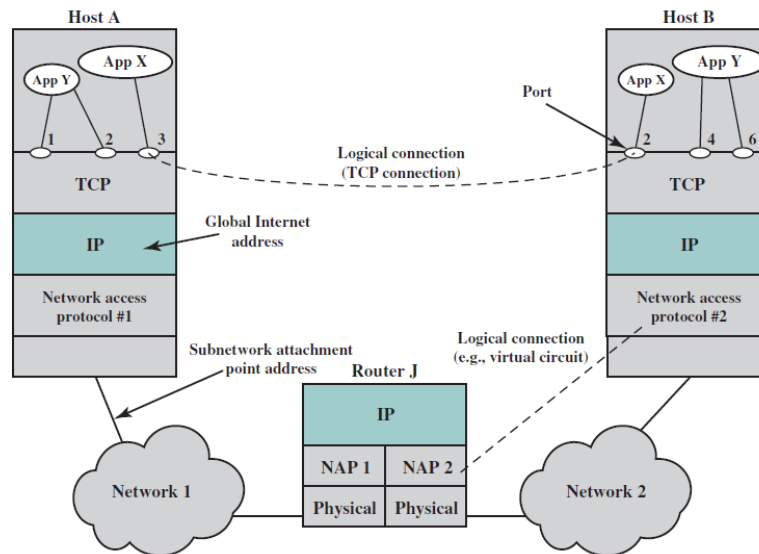 Host A
Host B
App X
App Y
App X
App Y
Port
1
2
3
2
4
6
Logical connection
(TCP connection)
TCP
TCP
Global Internet
address
IP
IP
Network access
protocol #1
Network access
protocol #2
Logical connection
(e.g., virtual circuit)
Subnetwork attachment
point address
Router J
IP
NAP 1
NAP 2
Network 1
Physical
Physical
Network 2